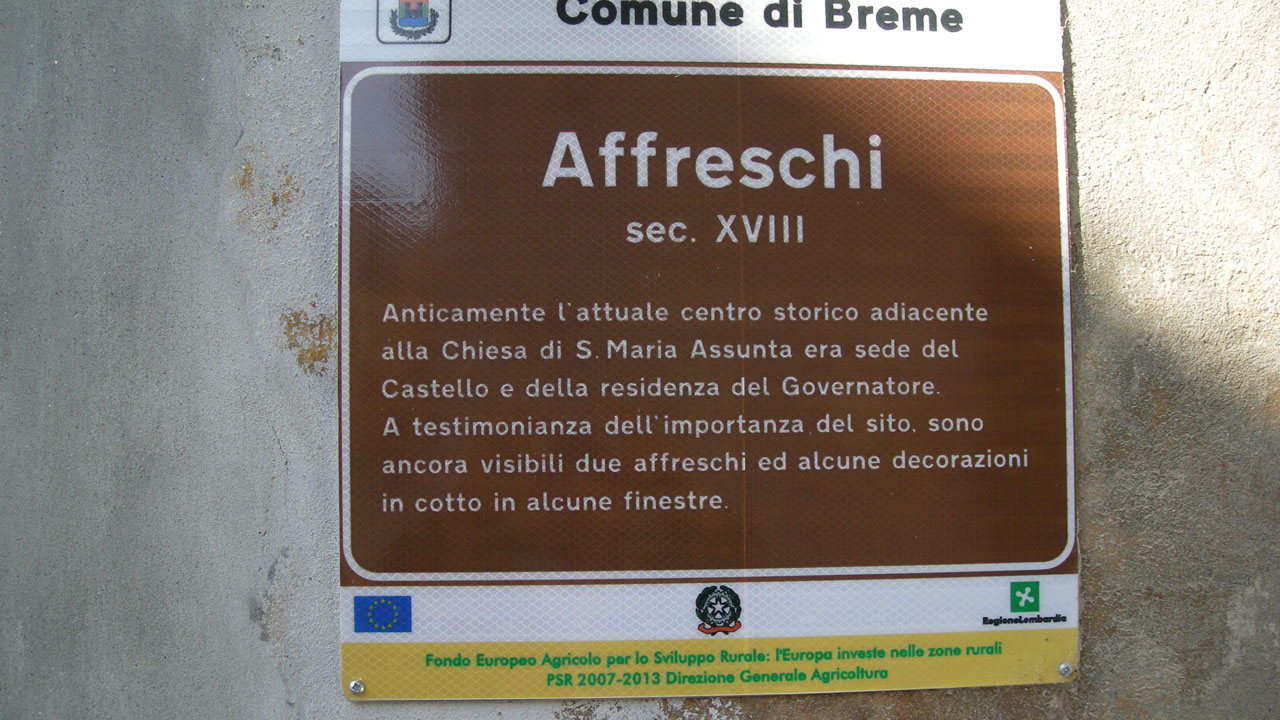 Comune di Breme
Affreschi
sec. XVIII
Anticamente l'attuale centro storico adiacente
alla Chiesa di S. Maria Assunta era sede del
Castello e della residenza del Governatore.
A testimonianza dell'importanza del sito, sono
ancora visibili due affreschi ed alcune decorazioni
in cotto in alcune finestre.
RegioneLombardia
Fondo Europeo Agricolo per lo Sviluppo Rurale: l'Europa investe nelle zone rurali
PSR 2007-2013 Direzione Generale Agricoltura